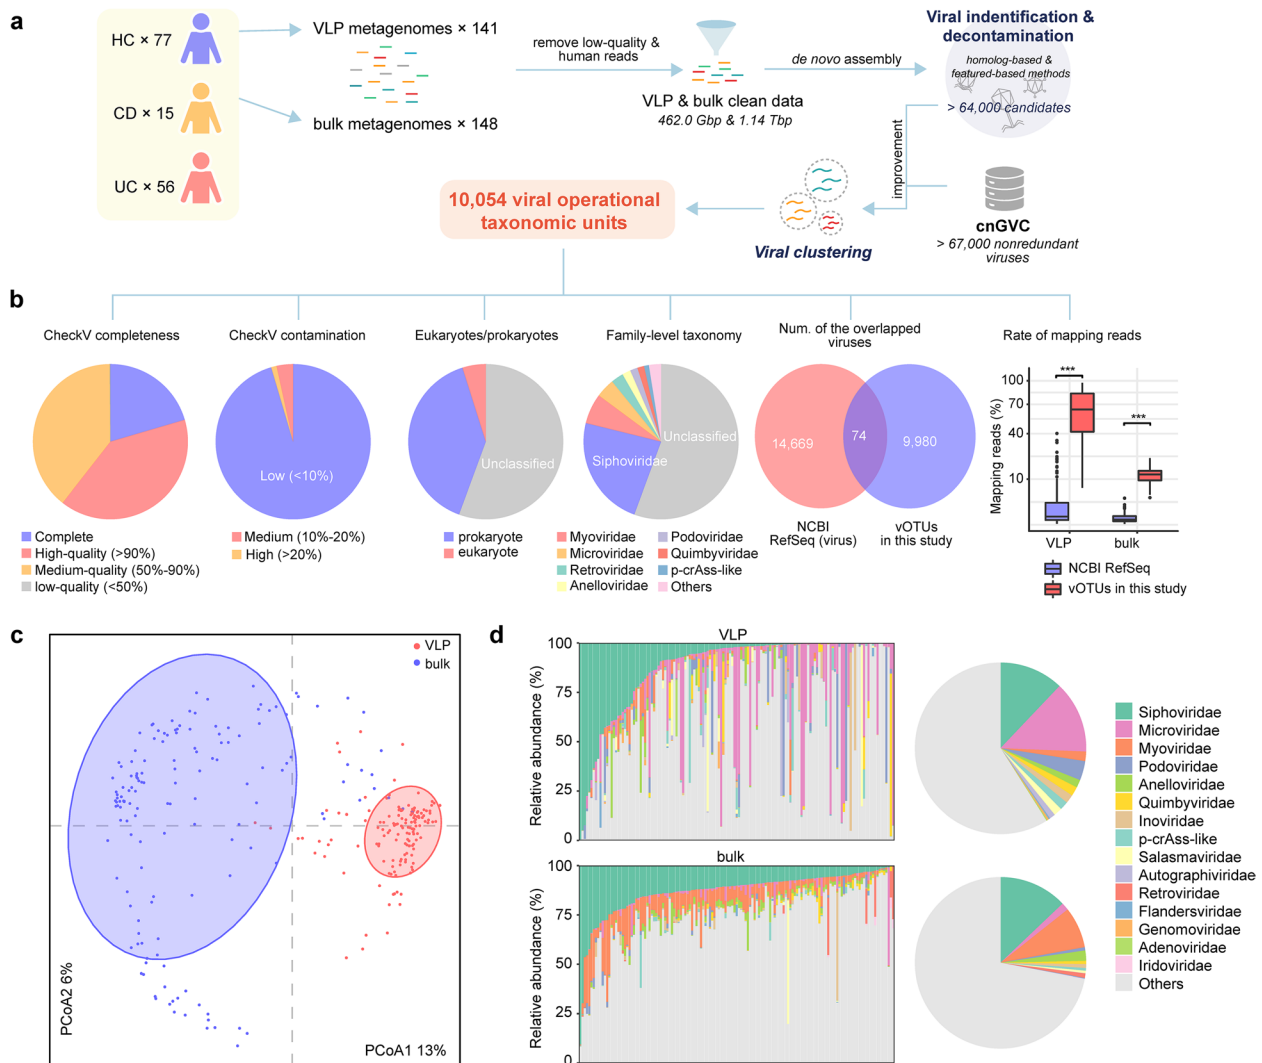 a
HC × 77
CD × 15
UC × 56
VLP metagenomes × 141
bulk metagenomes × 148
remove low-quality &
human reads
VLP & bulk clean data
462.0 Gbp & 1.14 Tbp
de novo assembly
Viral indentification &
decontamination
homolog-based &
featured-based methods
> 64,000 candidates
improvement
cnGVC
> 67,000 nonredundant
viruses
Viral clustering
10,054 viral operational
taxonomic units
b
CheckV completeness
Complete
High-quality (>90%)
Medium-quality (50%-90%)
low-quality (<50%)
CheckV contamination
Low (<10%)
Medium (10%-20%)
High (>20%)
Eukaryotes/prokaryotes
Unclassified
prokaryote
eukaryote
Family-level taxonomy
Unclassified
Siphoviridae
Myoviridae
Microviridae
Retroviridae
Anelloviridae
Podoviridae
Quimbyviridae
p-crAss-like
Others
Num. of the overlapped
viruses
14,669
74
9,980
NCBI
RefSeq (virus)
vOTUs
in this study
Rate of mapping reads
Mapping reads (%)
100
70
40
10
***
***
VLP
bulk
NCBI RefSeq
vOTUs in this study
c
VLP
bulk
PCoA2 6%
PCoA1 13%
d
VLP
Relative abundance (%)
100
75
50
25
0
bulk
Relative abundance (%)
100
75
50
25
0
Siphoviridae
Microviridae
Myoviridae
Podoviridae
Anelloviridae
Quimbyviridae
Inoviridae
p-crAss-like
Salasmaviridae
Autographiviridae
Retroviridae
Flandersviridae
Genomoviridae
Adenoviridae
Iridoviridae
Others